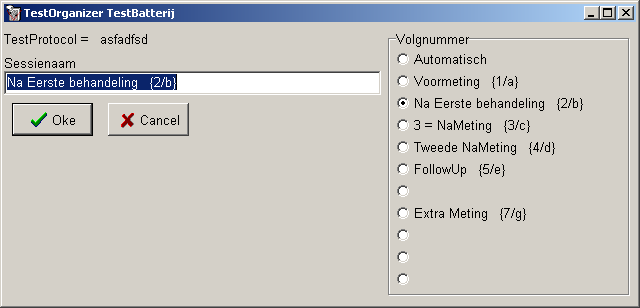 TestOrganizer TestBatterij
TestProtocol = asfadfsd
Sessienaam
Na Eerste behandeling {2/b}
Oke
Cancel
Volgnummer
Automatisch
Voormeting {1/a}
Na Eerste behandeling {2/b}
3 = NaMeting {3/c}
Tweede NaMeting {4/d}
FollowUp {5/e}
Extra Meting {7/g}